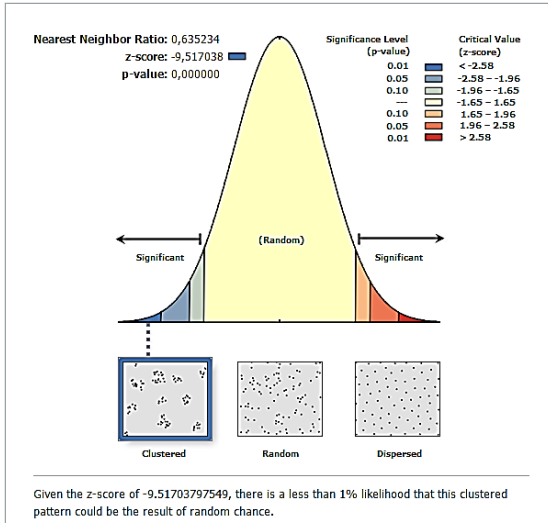 Nearest Neighbor Ratio: 0,635234
z-score: -9,517038
p-value: 0,000000
Significance Level
(p-value)
Critical Value
(z-score)
0.01 < -2.58
0.05 -2.58 – -1.96
0.10 -1.96 – -1.65
--- -1.65 – 1.65
0.10 1.65 – 1.96
0.05 1.96 – 2.58
0.01 > 2.58
Significant
(Random)
Significant
Clustered
Random
Dispersed
Given the z-score of -9.51703797549, there is a less than 1% likelihood that this clustered
pattern could be the result of random chance.